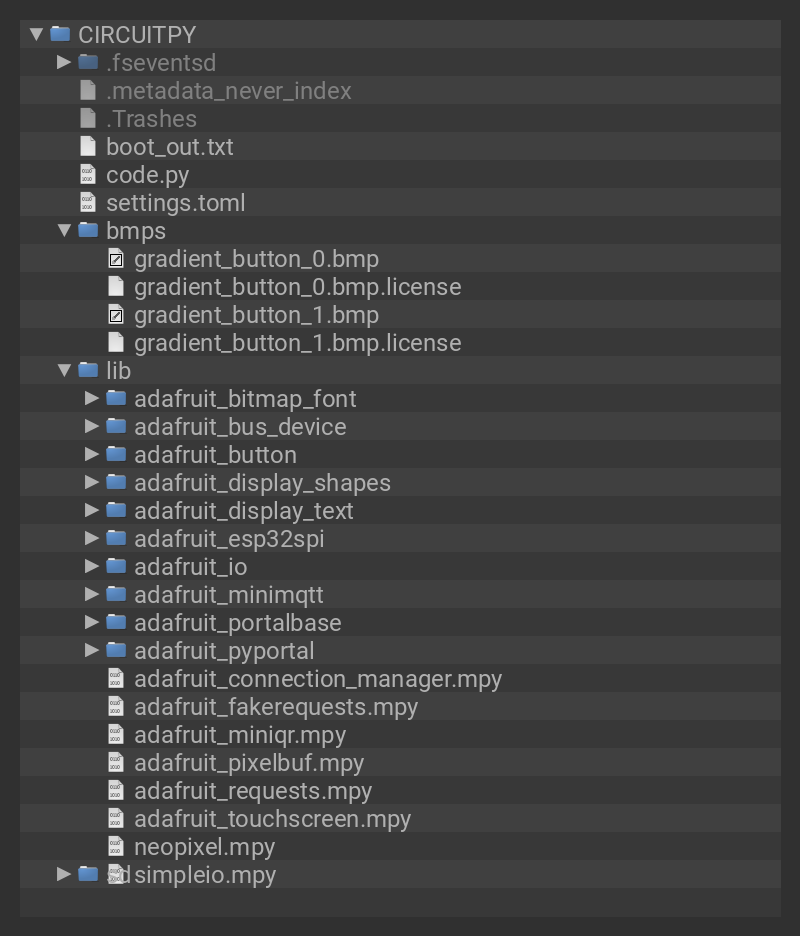 CIRCUITPY
.fseventsd
.metadata_never_index
.Trashes
boot_out.txt
code.py
settings.toml
bmps
gradient_button_0.bmp
gradient_button_0.bmp.license
gradient_button_1.bmp
gradient_button_1.bmp.license
lib
adafruit_bitmap_font
adafruit_bus_device
adafruit_button
adafruit_display_shapes
adafruit_display_text
adafruit_esp32spi
adafruit_io
adafruit_minimqtt
adafruit_portalbase
adafruit_pyportal
adafruit_connection_manager.mpy
adafruit_fakerequests.mpy
adafruit_miniqr.mpy
adafruit_pixelbuf.mpy
adafruit_requests.mpy
adafruit_touchscreen.mpy
neopixel.mpy
sd simpleio.mpy